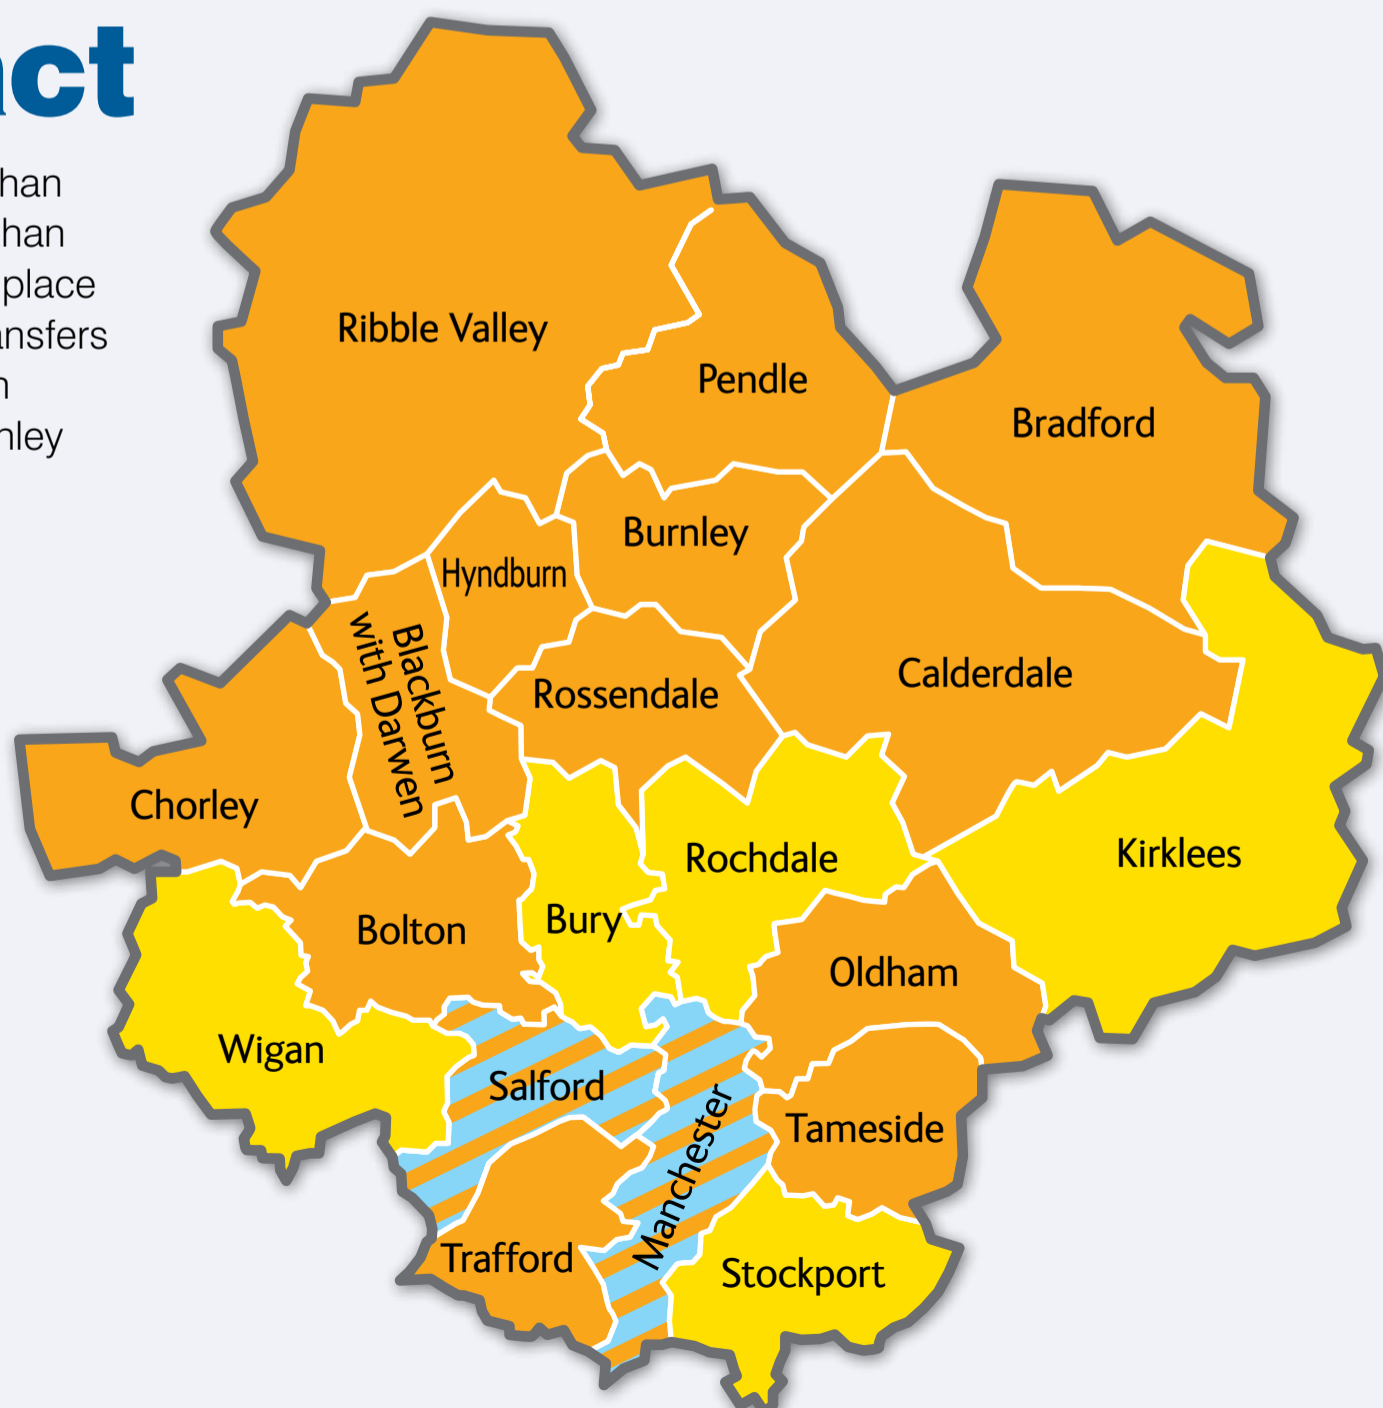 ct
han
han
place
ansfers
n
nley
Ribble Valley
Pendle
Bradford
Burnley
Hyndburn
Blackburn
with Darwen
Rossendale
Calderdale
Chorley
Rochdale
Kirklees
Bury
Bolton
Oldham
Wigan
Salford
Manchester
Tameside
Trafford
Stockport